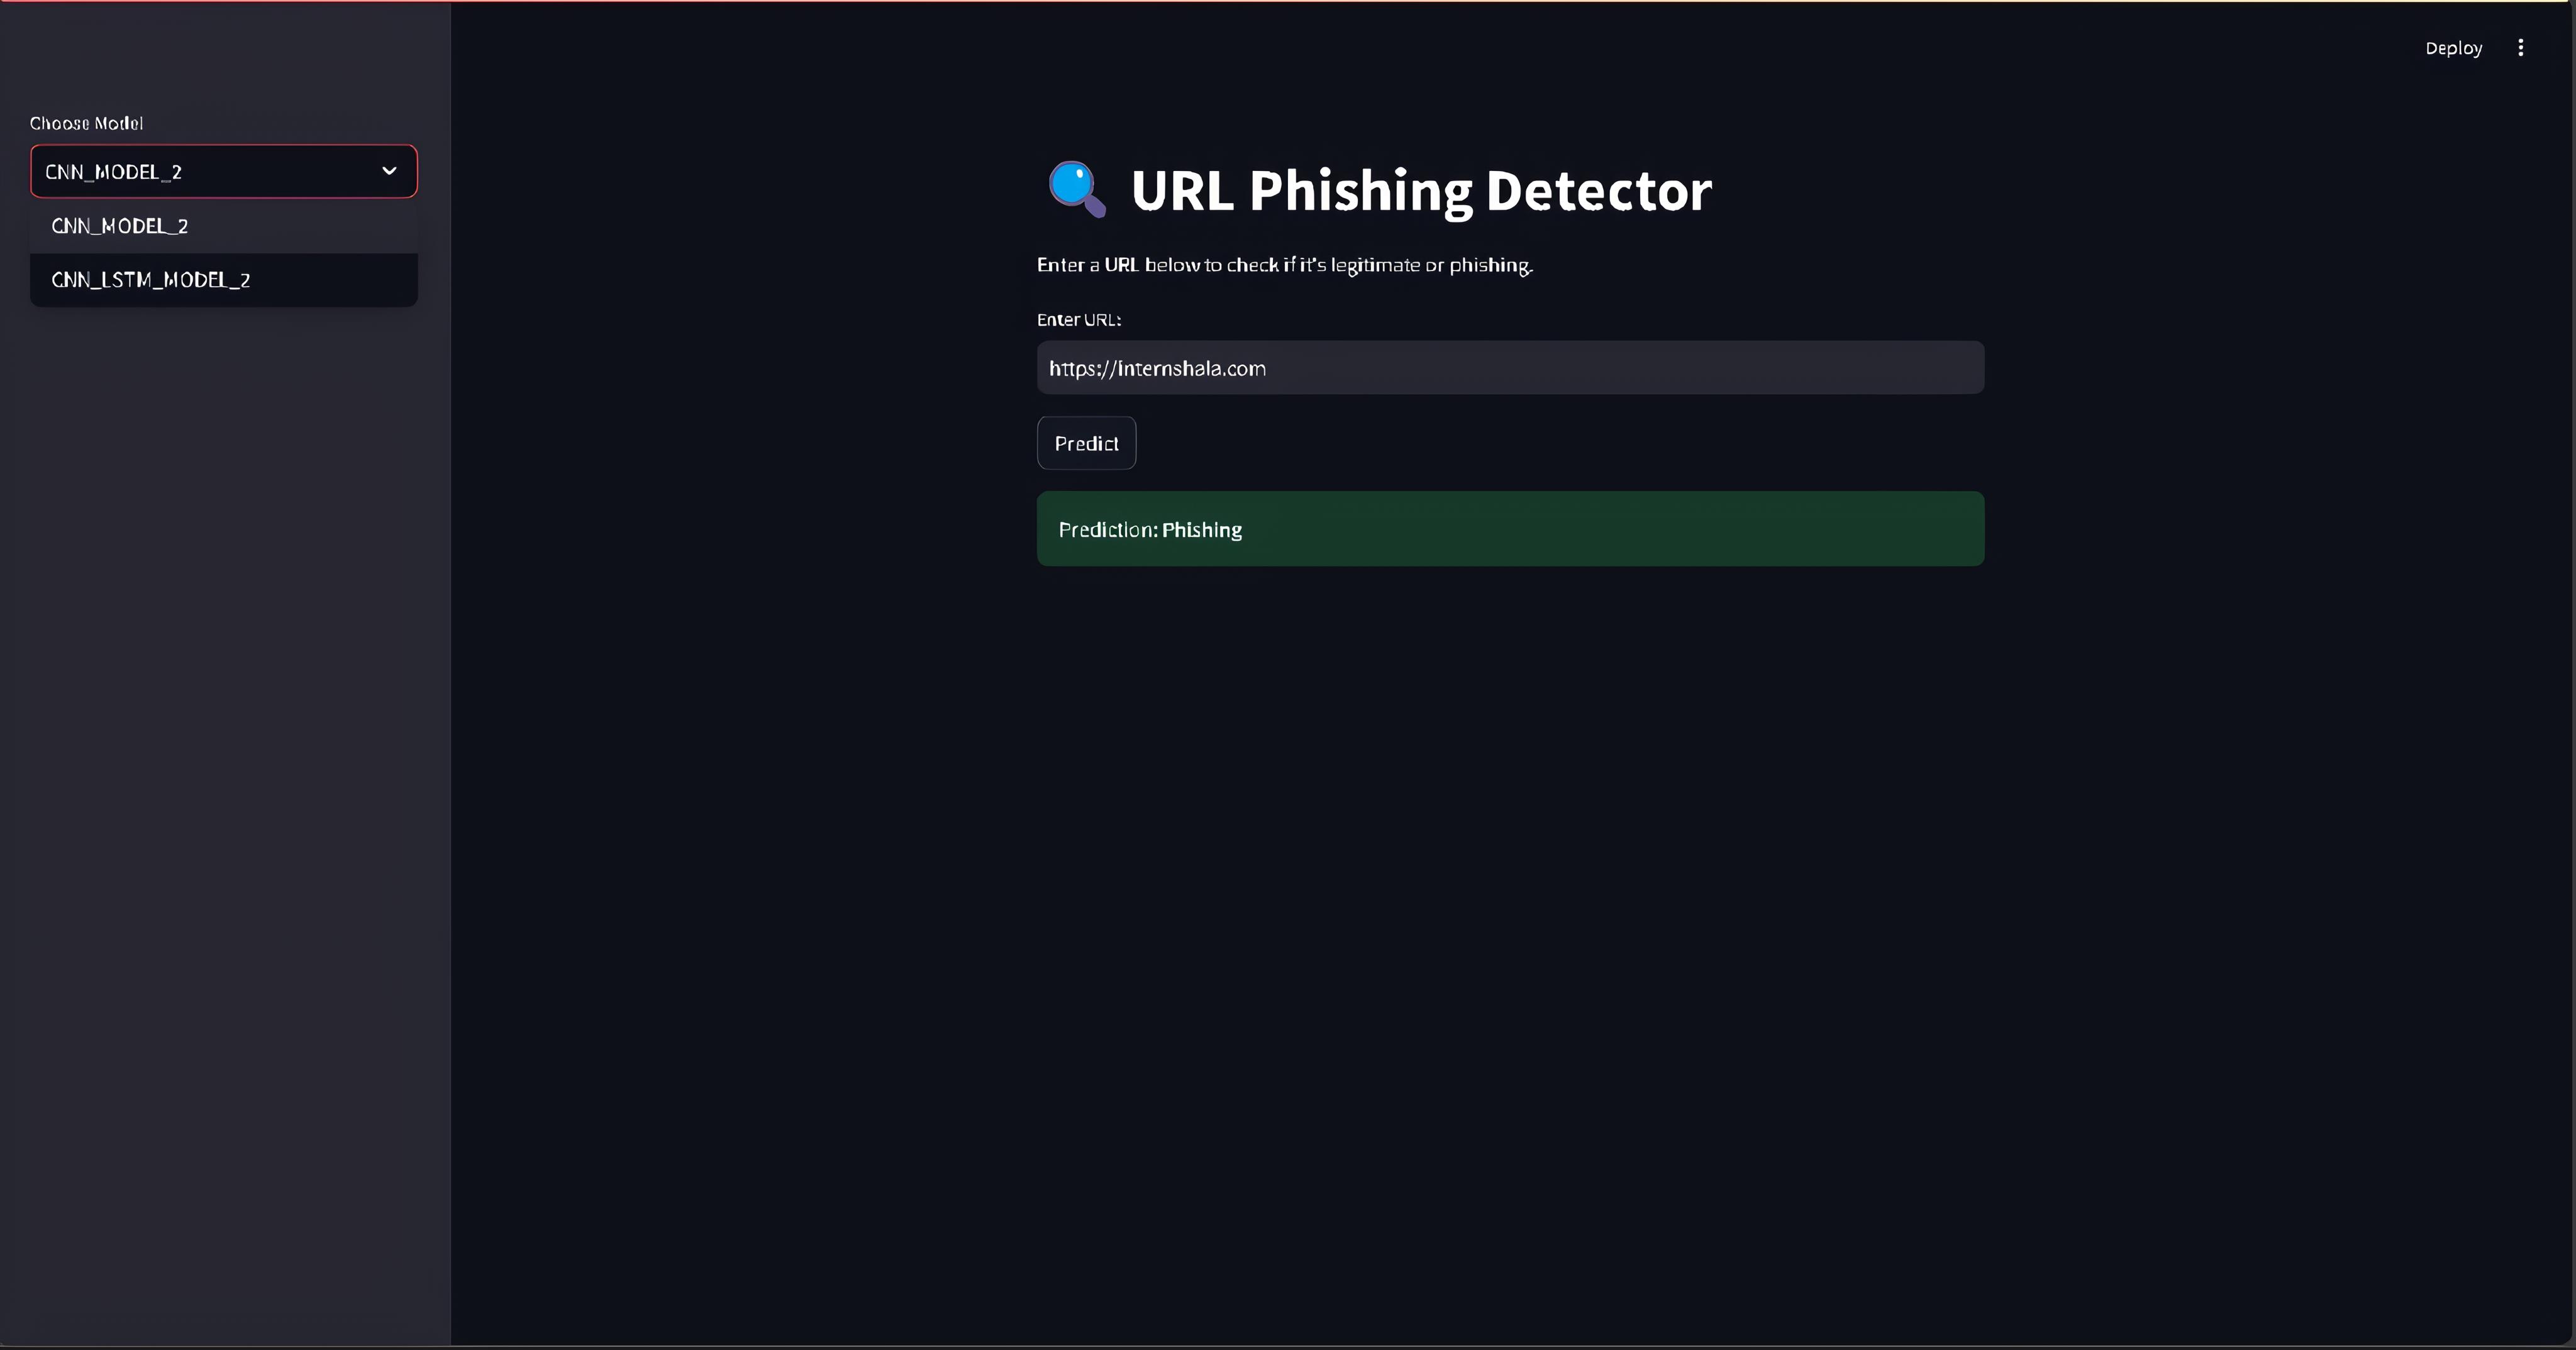 Deploy
Choose Model
CNN_MODEL_2
CNN_MODEL_2
CNN_LSTM_MODEL_2
URL Phishing Detector
Enter a URL below to check if it's legitimate or phishing.
Enter URL:
https://internshala.com
Predict
Prediction: Phishing